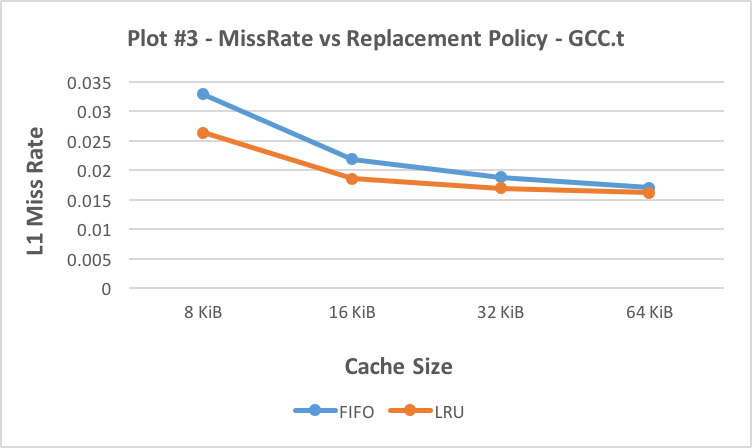 Plot #3 - MissRate vs Replacement Policy - GCC.t
L1 Miss Rate
0.035
0.03
0.025
0.02
0.015
0.01
0.005
0
8 KiB 16 KiB 32 KiB 64 KiB
Cache Size
FIFO LRU